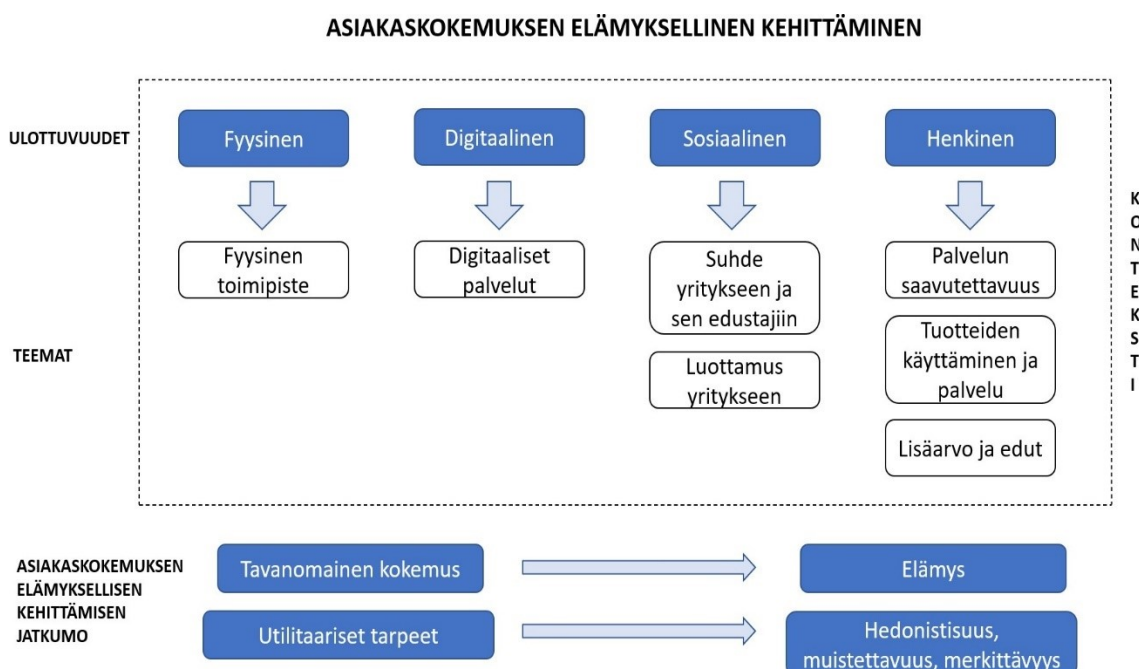 ASIAKASKOKEMUKSEN ELÄMYKSELLINEN KEHITTÄMINEN
ULOTTUVUUDET
Fyysinen
Digitaalinen
Sosiaalinen
Henkinen
TEEMAT
Fyysinen
toimipiste
Digitaaliset
palvelut
Suhde
yritykseen ja
sen edustajiin
Luottamus
yritykseen
Palvelun
saavutettavuus
Tuotteiden
käyttäminen ja
palvelu
Lisäarvo ja edut
K
O
N
T
E
K
S
T
I
ASIAKASKOKEMUKSEN
ELÄMYKSELLISEN
KEHITTÄMISEN
JATKUMO
Tavanomainen kokemus
Elämys
Utilitaariset tarpeet
Hedonistisuus,
muistettavuus, merkittävyys